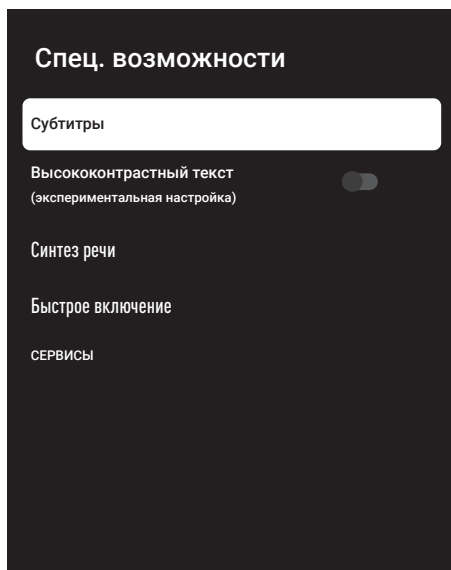 Спец. возможности
Субтитры
Высококонтрастный текст
(экспериментальная настройка)
Синтез речи
Быстрое включение
СЕРВИСЫ